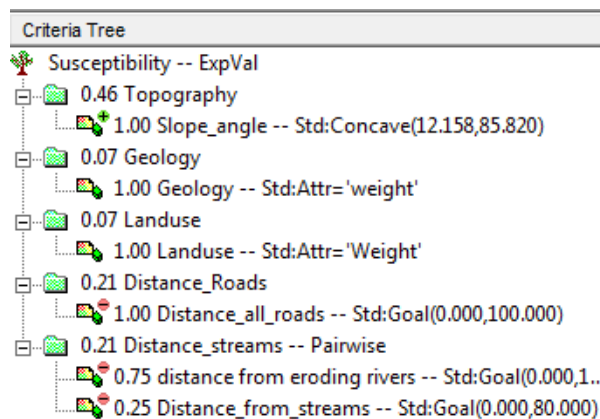 Criteria Tree
Susceptibility -- ExpVal
0.46 Topography
1.00 Slope_angle -- Std:Concave(12.158,85.820)
0.07 Geology
1.00 Geology -- Std:Attr='weight'
0.07 Landuse
1.00 Landuse -- Std:Attr='Weight'
0.21 Distance_Roads
1.00 Distance_all_roads -- Std:Goal(0.000,100.000)
0.21 Distance_streams -- Pairwise
0.75 distance from eroding rivers -- Std:Goal(0.000,1...
0.25 Distance_from_streams -- Std:Goal(0.000,80.000)